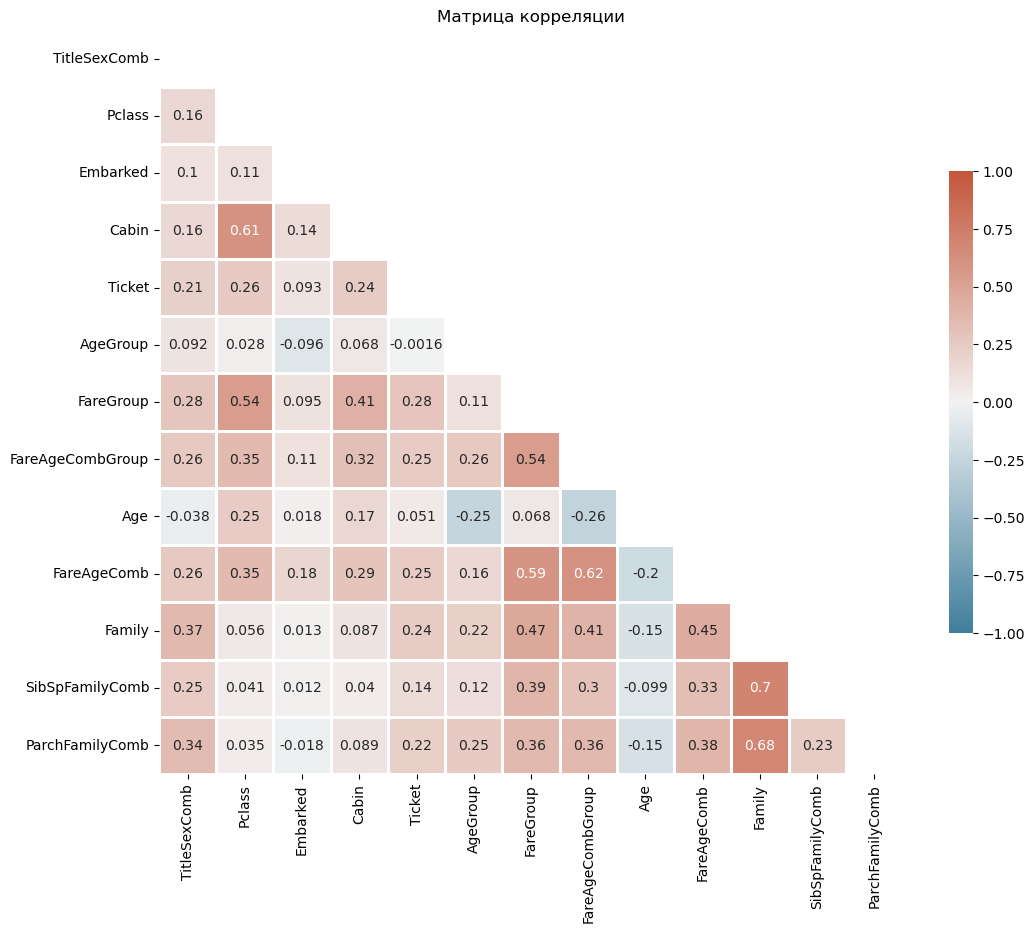 Матрица корреляции
TitleSexComb
Pclass 0.16
Embarked 0.1 0.11
Cabin 0.16 0.61 0.14
Ticket 0.21 0.26 0.093 0.24
AgeGroup 0.092 0.028 -0.096 0.068 -0.0016
FareGroup 0.28 0.54 0.095 0.41 0.28 0.11
FareAgeCombGroup 0.26 0.35 0.11 0.32 0.25 0.26 0.54
Age -0.038 0.25 0.018 0.17 0.051 -0.25 0.068 -0.26
FareAgeComb 0.26 0.35 0.18 0.29 0.25 0.16 0.59 0.62 -0.2
Family 0.37 0.056 0.013 0.087 0.24 0.22 0.47 0.41 -0.15 0.45
SibSpFamilyComb 0.25 0.041 0.012 0.04 0.14 0.12 0.39 0.3 -0.099 0.33 0.7
ParchFamilyComb 0.34 0.035 -0.018 0.089 0.22 0.25 0.36 0.36 -0.15 0.38 0.68 0.23
TitleSexComb
Pclass
Embarked
Cabin
Ticket
AgeGroup
FareGroup
FareAgeCombGroup
Age
FareAgeComb
Family
SibSpFamilyComb
ParchFamilyComb
1.00
0.75
0.50
0.25
0.00
−0.25
−0.50
−0.75
−1.00